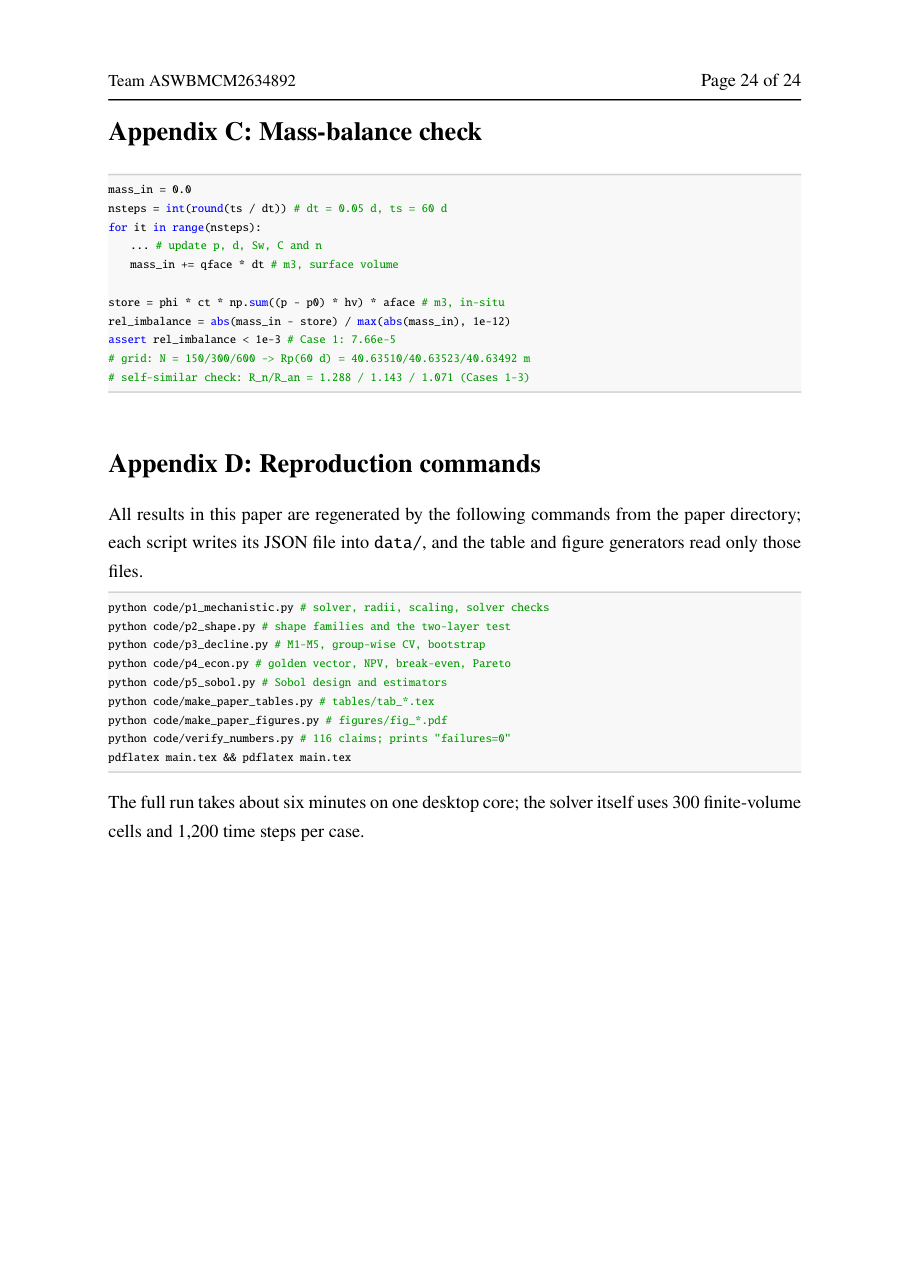 Team ASWBMCM2634892
Page 24 of 24
Appendix C: Mass-balance check
mass_in = 0.0
nsteps = int(round(ts / dt)) # dt = 0.05 d, ts = 60 d
for it in range(nsteps):
    ... # update p, d, Sw, C and n
    mass_in += qface * dt # m3, surface volume
store = phi * ct * np.sum((p - p0) * hv) * aface # m3, in-situ
rel_imbalance = abs(mass_in - store) / max(abs(mass_in), 1e-12)
assert rel_imbalance < 1e-3 # Case 1: 7.66e-5
# grid: N = 150/300/600 -> Rp(60 d) = 40.63510/40.63523/40.63492 m
# self-similar check: R_n/R_an = 1.288 / 1.143 / 1.071 (Cases 1-3)
Appendix D: Reproduction commands
All results in this paper are regenerated by the following commands from the paper directory;
each script writes its JSON file into data/, and the table and figure generators read only those
files.
python code/p1_mechanistic.py # solver, radii, scaling, solver checks
python code/p2_shape.py # shape families and the two-layer test
python code/p3_decline.py # M1-M5, group-wise CV, bootstrap
python code/p4_econ.py # golden vector, NPV, break-even, Pareto
python code/p5_sobol.py # Sobol design and estimators
python code/make_paper_tables.py # tables/tab_*.tex
python code/make_paper_figures.py # figures/fig_*.pdf
python code/verify_numbers.py # 116 claims; prints "failures=0"
pdflatex main.tex && pdflatex main.tex
The full run takes about six minutes on one desktop core; the solver itself uses 300 finite-volume
cells and 1,200 time steps per case.